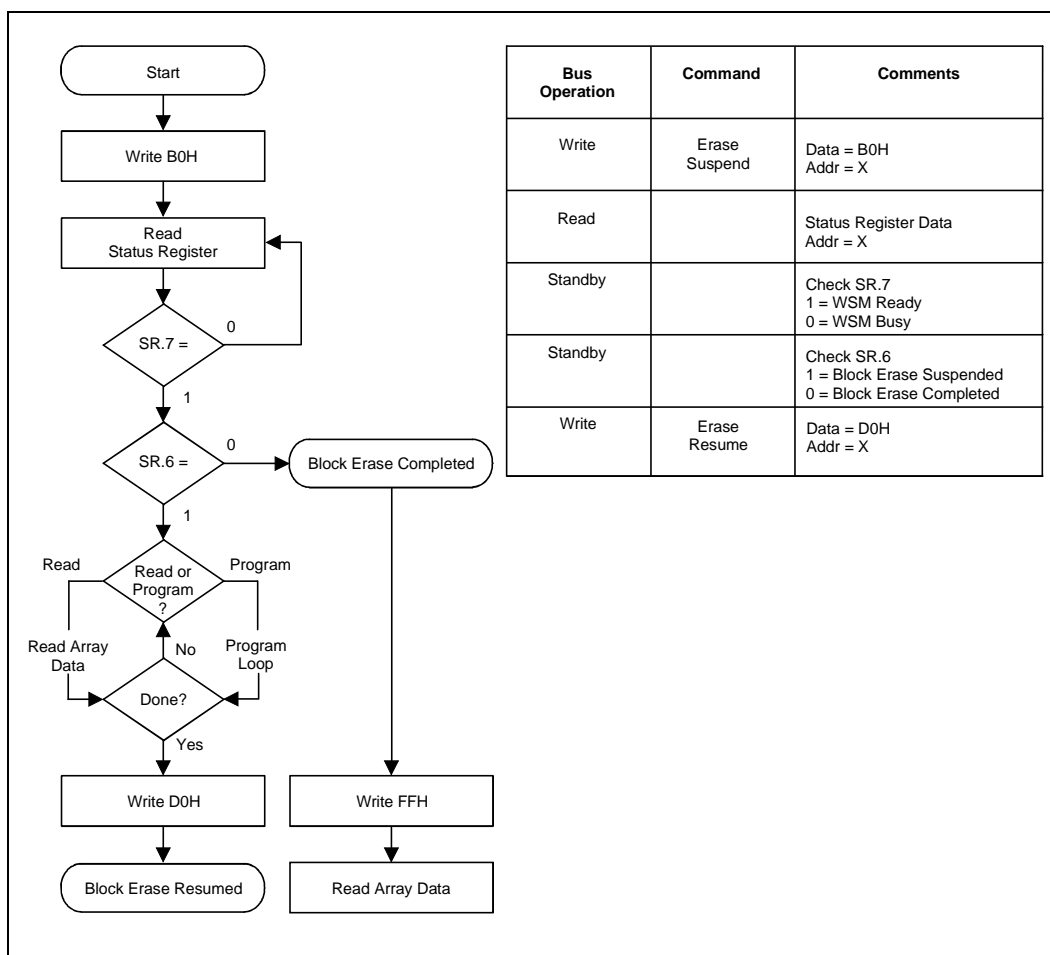 Start
Write B0H
Read
Status Register
SR.7 =
0
1
SR.6 =
0
Block Erase Completed
1
Read
Read or
Program
?
Program
Read Array
Data
No
Program
Loop
Done?
Yes
Write D0H
Write FFH
Block Erase Resumed
Read Array Data
Bus
Operation
Command
Comments
Write
Erase
Suspend
Data = B0H
Addr = X
Read
Status Register Data
Addr = X
Standby
Check SR.7
1 = WSM Ready
0 = WSM Busy
Standby
Check SR.6
1 = Block Erase Suspended
0 = Block Erase Completed
Write
Erase
Resume
Data = D0H
Addr = X